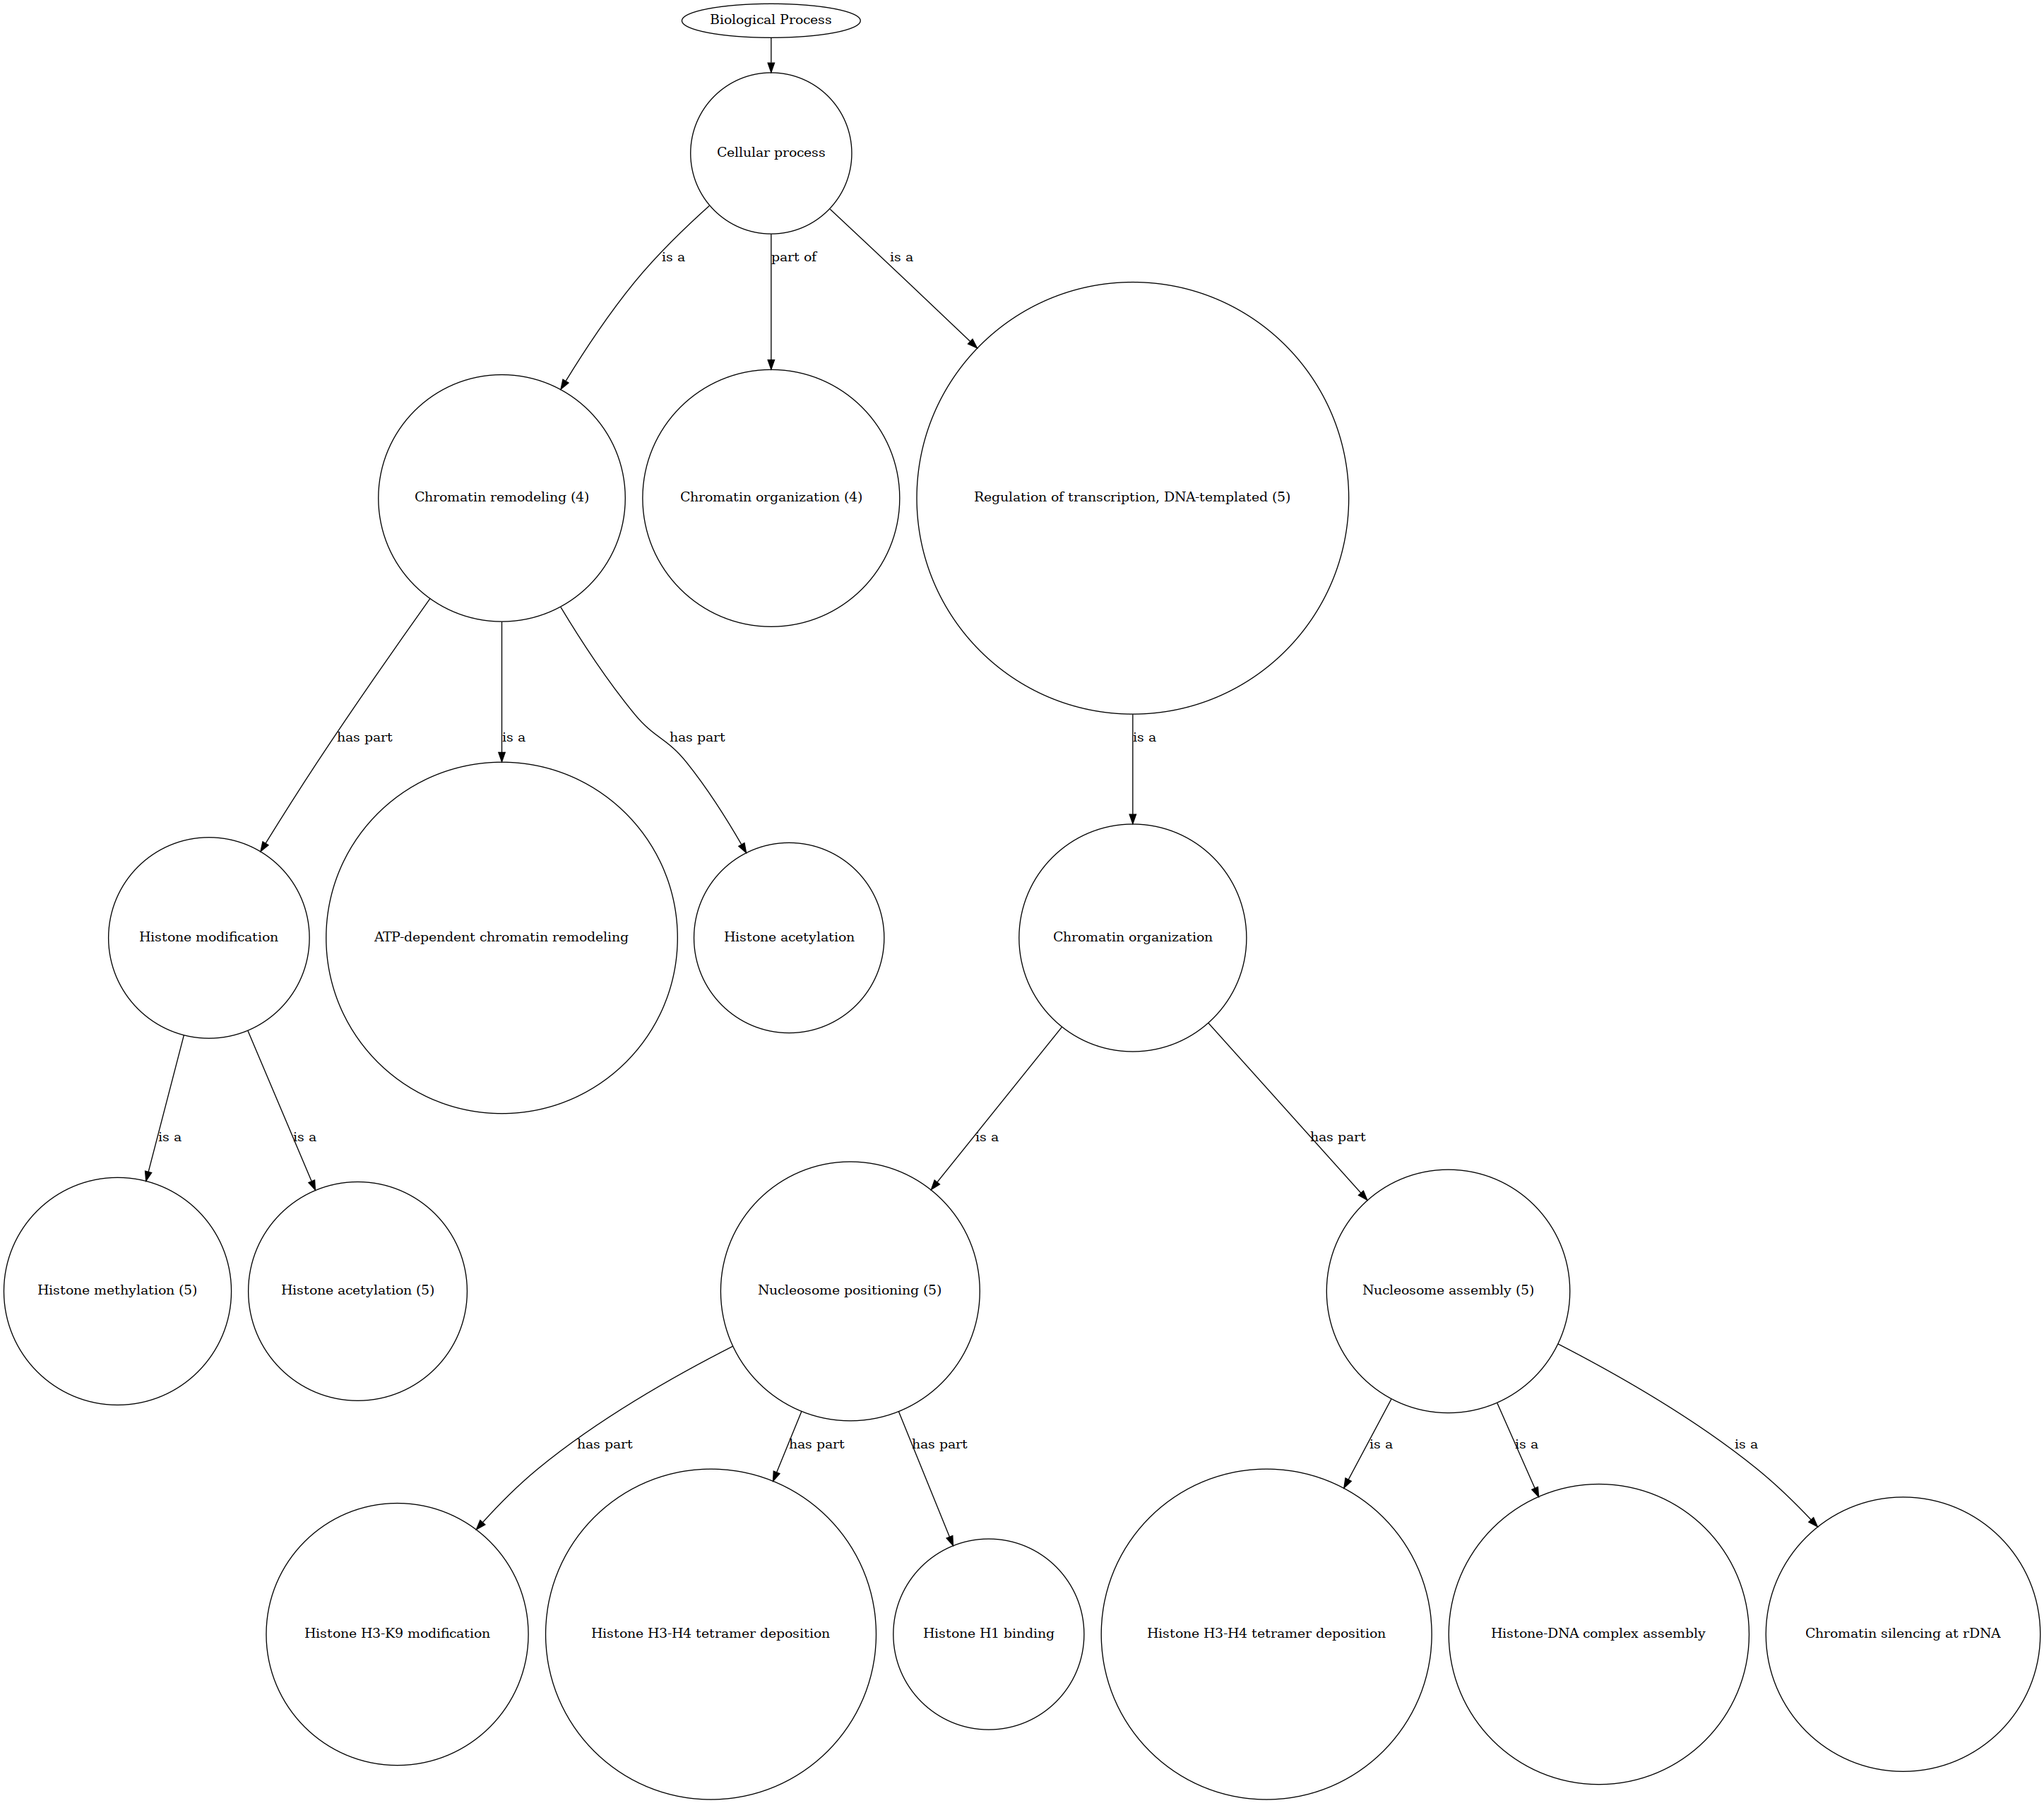 Biological Process
Cellular process
is a
part of
is a
Chromatin remodeling (4)
Chromatin organization (4)
Regulation of transcription, DNA-templated (5)
has part
is a
has part
is a
Histone modification
ATP-dependent chromatin remodeling
Histone acetylation
Chromatin organization
is a
is a
is a
has part
Histone methylation (5)
Histone acetylation (5)
Nucleosome positioning (5)
Nucleosome assembly (5)
has part
has part
has part
is a
is a
is a
Histone H3-K9 modification
Histone H3-H4 tetramer deposition
Histone H1 binding
Histone H3-H4 tetramer deposition
Histone-DNA complex assembly
Chromatin silencing at rDNA